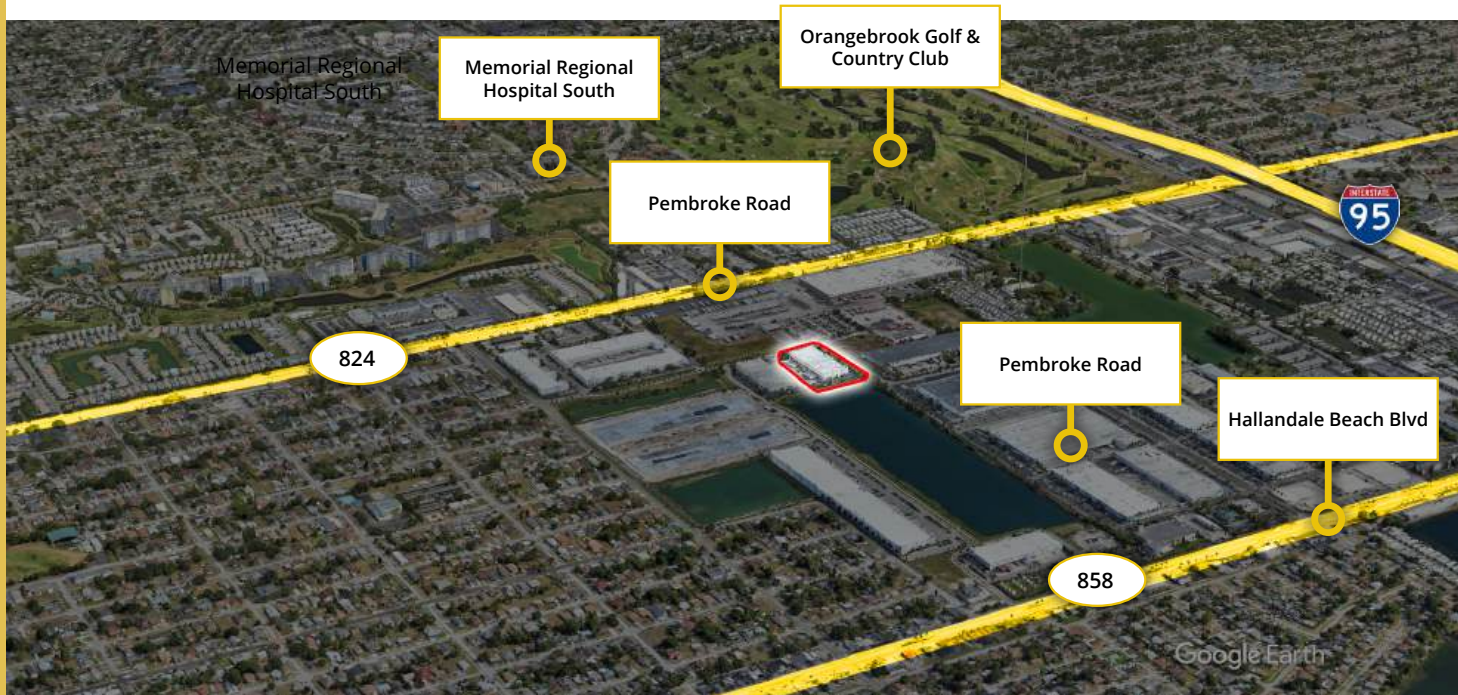 Orangebrook Golf &
Country Club
Memorial Regional
Hospital South
Memorial Regional
Hospital South
Pembroke Road
INTERSTATE
95
824
Pembroke Road
Hallandale Beach Blvd
858
Google Earth